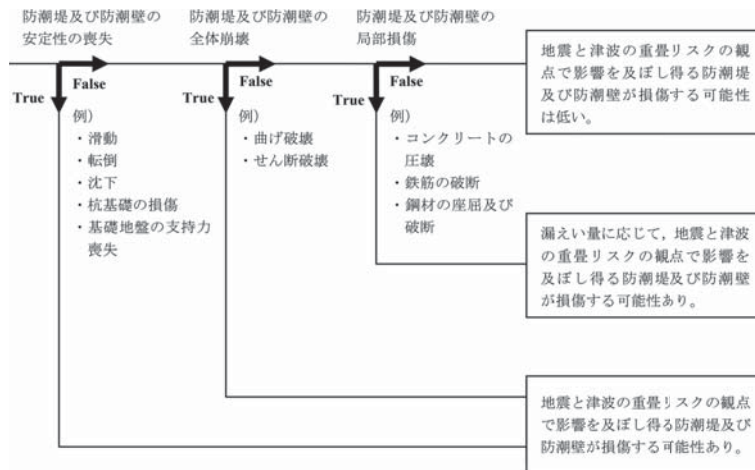 防潮堤及び防潮壁の
安定性の喪失
防潮堤及び防潮壁の
全体崩壊
防潮堤及び防潮壁の
局部損傷
True
False
True
False
True
False
例）
・滑動
・転倒
・沈下
・杭基礎の損傷
・基礎地盤の支持力
喪失
例）
・曲げ破壊
・せん断破壊
例）
・コンクリートの
圧壊
・鉄筋の破断
・鋼材の座屈及び
破断
地震と津波の重畳リスクの観
点で影響を及ぼし得る防潮堤
及び防潮壁が損傷する可能性
は低い。
漏えい量に応じて，地震と津波
の重畳リスクの観点で影響を
及ぼし得る防潮堤及び防潮壁
が損傷する可能性あり。
地震と津波の重畳リスクの観点
で影響を及ぼし得る防潮堤及び
防潮壁が損傷する可能性あり。